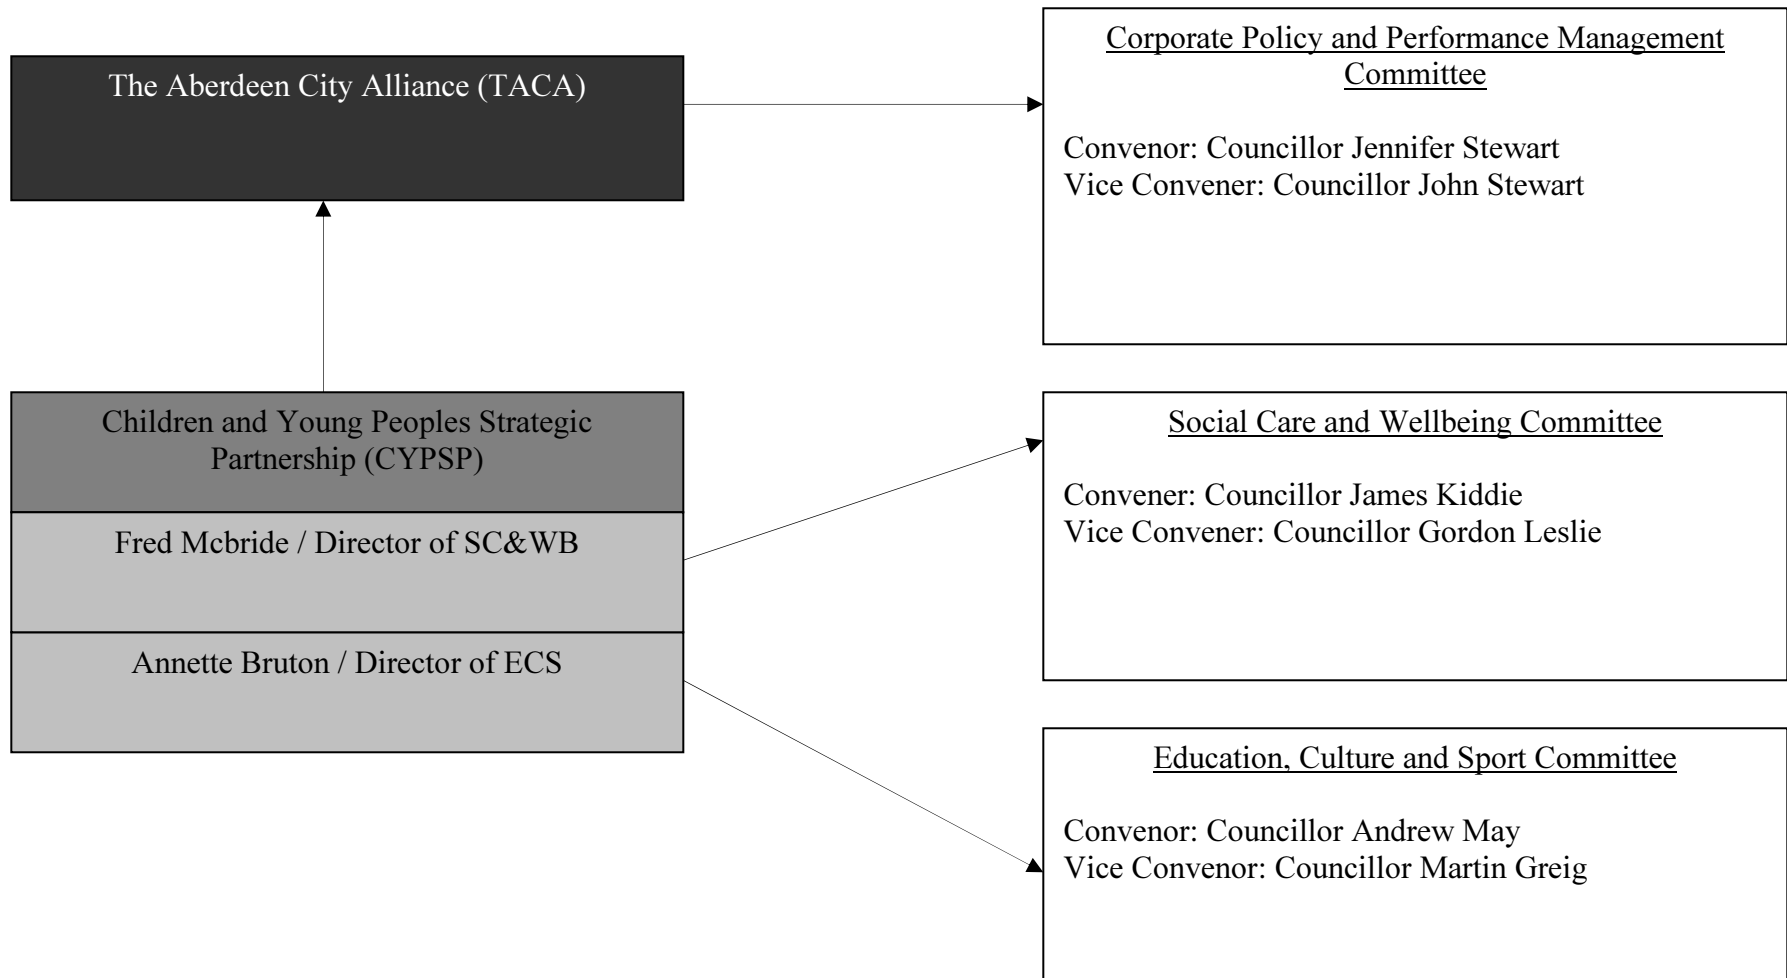 The Aberdeen City Alliance (TACA)
Corporate Policy and Performance Management
Committee
Convenor: Councillor Jennifer Stewart
Vice Convener: Councillor John Stewart
Children and Young Peoples Strategic
Partnership (CYPSP)
Fred Mcbride / Director of SC&WB
Annette Bruton / Director of ECS
Social Care and Wellbeing Committee
Convener: Councillor James Kiddie
Vice Convener: Councillor Gordon Leslie
Education, Culture and Sport Committee
Convenor: Councillor Andrew May
Vice Convenor: Councillor Martin Greig